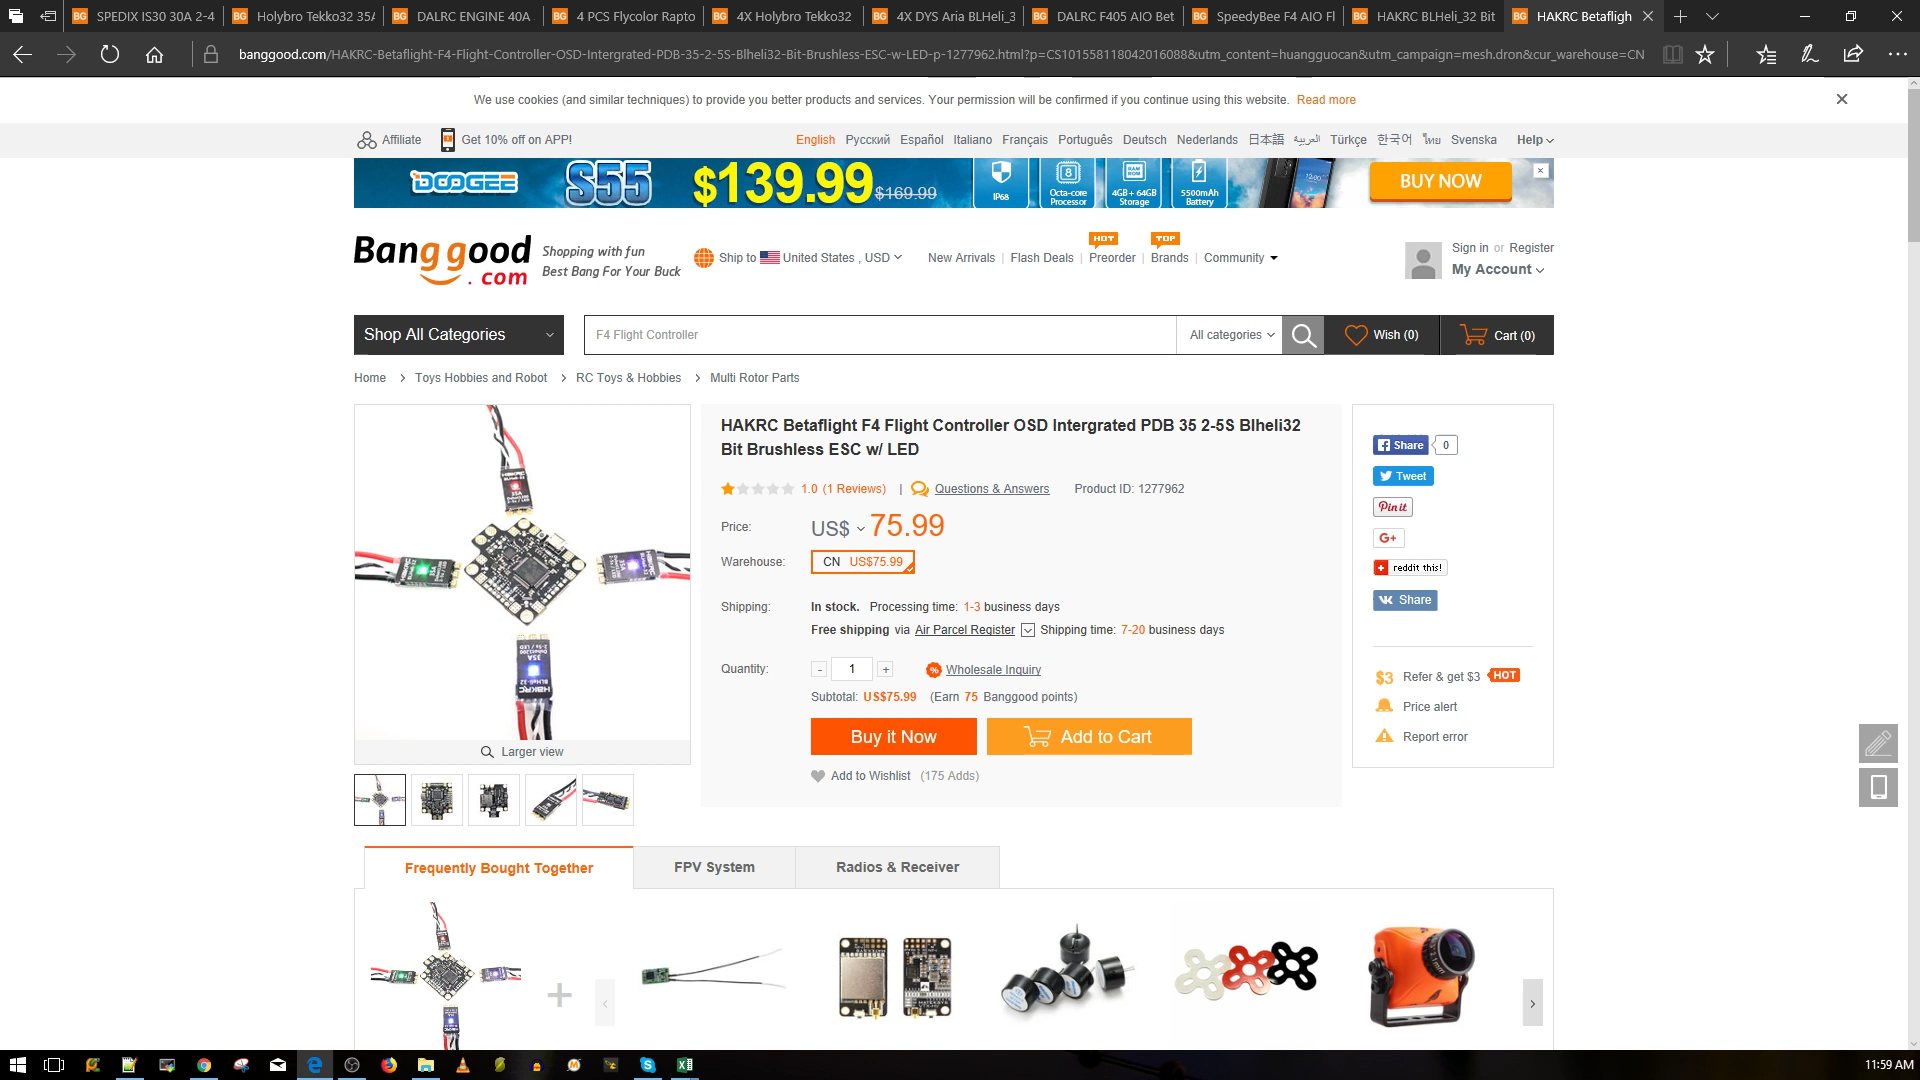 SPEDIX IS30 30A 2-4
Holybro Tekko32 35A
DALRC ENGINE 40A
4 PCS Flycolor Rapto
4X Holybro Tekko32
4X DYS Aria BLHeli_3
DALRC F405 AIO Bet
SpeedyBee F4 AIO Fl
HAKRC BLHeli_32 Bit
HAKRC Betafligh
banggood.com/HAKRC-Betaflight-F4-Flight-Controller-OSD-Intergrated-PDB-35-2-5S-Blheli32-Bit-Brushless-ESC-w-LED-p-1277962.html?p=CS101558118042016088&utm_content=huangguocan&utm_campaign=mesh.dron&cur_warehouse=CN
We use cookies (and similar techniques) to provide you better products and services. Your permission will be confirmed if you continue using this website. Read more
Affiliate Get 10% off on APP!
English Русский Español Italiano Français Português Deutsch Nederlands 日本語 العربية Türkçe 한국어 ไทย Svenska Help
DOOGEE S55 $139.99 $169.99
IP68
Octa-core Processor
4GB+64GB Storage
5500mAh Battery
BUY NOW
Banggood.com
Shopping with fun
Best Bang For Your Buck
Ship to United States , USD
HOT TOP
New Arrivals | Flash Deals | Preorder | Brands | Community
Sign in or Register
My Account
Shop All Categories
F4 Flight Controller
All categories
Wish (0)
Cart (0)
Home > Toys Hobbies and Robot > RC Toys & Hobbies > Multi Rotor Parts
HAKRC Betaflight F4 Flight Controller OSD Intergrated PDB 35 2-5S Blheli32
Bit Brushless ESC w/ LED
1.0 (1 Reviews) | Questions & Answers Product ID: 1277962
Price: US$ 75.99
Warehouse: CN US$75.99
Shipping: In stock. Processing time: 1-3 business days
Free shipping via Air Parcel Register Shipping time: 7-20 business days
Quantity: - 1 + Wholesale Inquiry
Subtotal: US$75.99 (Earn 75 Banggood points)
Buy it Now
Add to Cart
Add to Wishlist (175 Adds)
Larger view
Share 0
Tweet
Pin it
G+
reddit this!
Share
$3 Refer & get $3 HOT
Price alert
Report error
Frequently Bought Together
FPV System
Radios & Receiver
11:59 AM